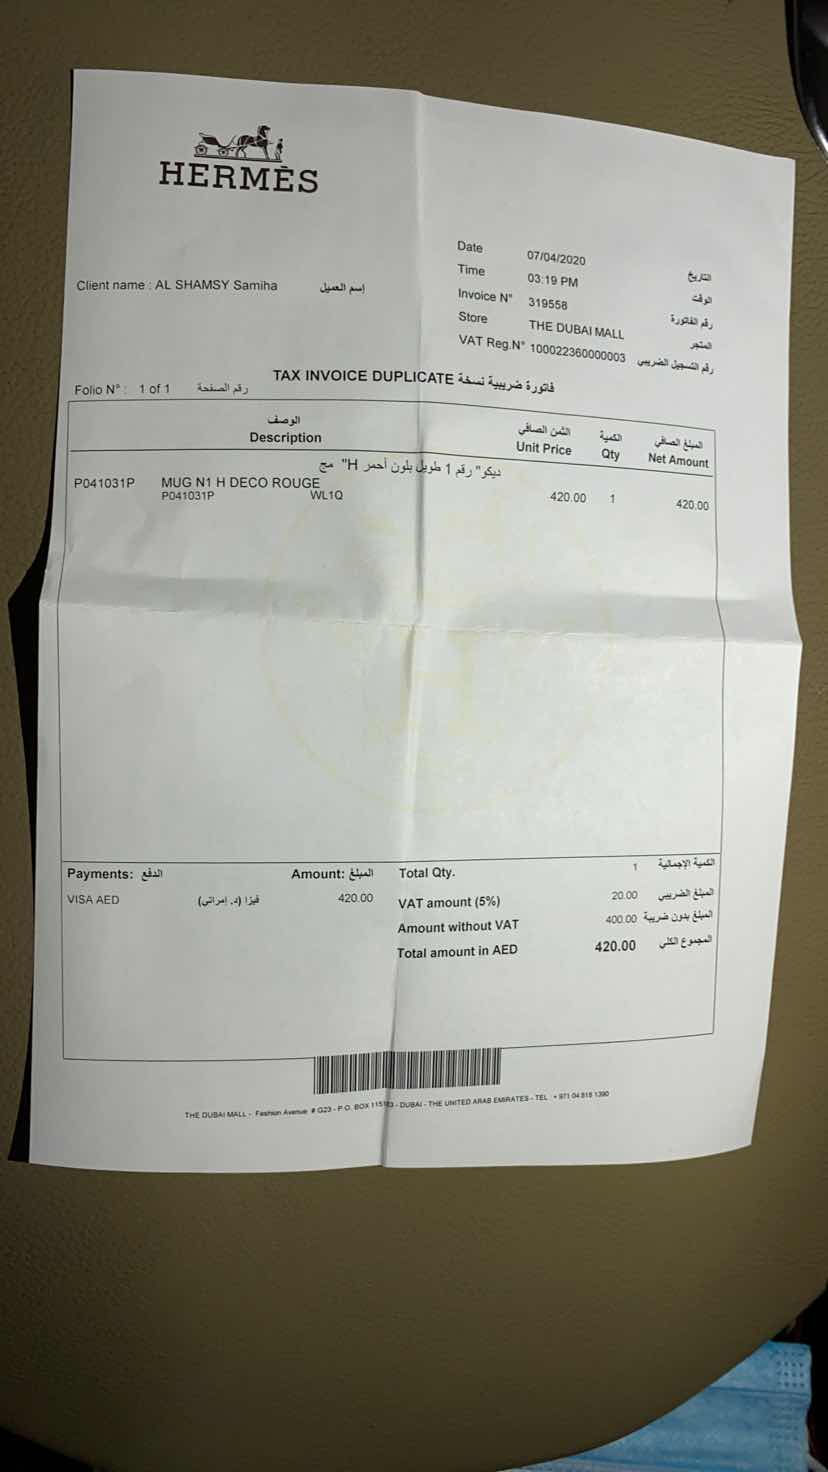 HERMÈS
Date 07/04/2020 التاريخ
Time 03:19 PM الوقت
Client name : AL SHAMSY Samiha إسم العميل
Invoice N° 319558 رقم الفاتورة
Store THE DUBAI MALL المتجر
VAT Reg.N° 100022360000003 رقم التسجيل الضريبي
TAX INVOICE DUPLICATE فاتورة ضريبية نسخة
Folio N° : 1 of 1 رقم الصفحة
الوصف الثمن الصافي الكمية المبلغ الصافي
Description Unit Price Qty Net Amount
ديكو" رقم 1 طويل بلون أحمر H" مج
P041031P MUG N1 H DECO ROUGE
P041031P WL1Q 420.00 1 420.00
Payments: الدفع Amount: المبلغ Total Qty. 1 الكمية الإجمالية
VISA AED فيزا (د. إمراتي) 420.00 VAT amount (5%) 20.00 المبلغ الضريبي
Amount without VAT 400.00 المبلغ بدون ضريبة
Total amount in AED 420.00 المجموع الكلي
THE DUBAI MALL - Fashion Avenue # G23 - P.O. BOX - DUBAI - THE UNITED ARAB EMIRATES - TEL : + 971 04 818 1390